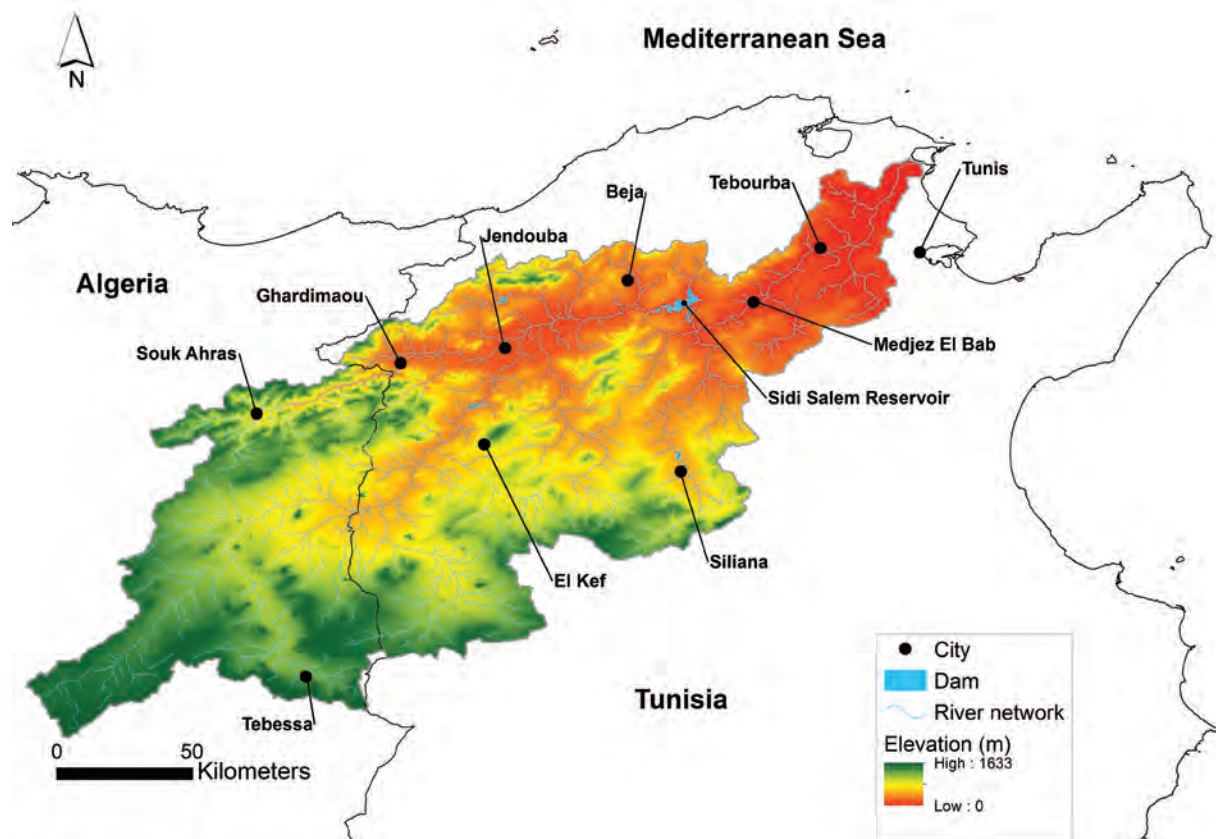 Mediterranean Sea
N
Tunis
Tebourba
Beja
Jendouba
Algeria
Ghardimaou
Medjez El Bab
Souk Ahras
Sidi Salem Reservoir
Siliana
El Kef
Tunisia
Tebessa
0 50
Kilometers
City
Dam
River network
Elevation (m)
High : 1633
Low : 0